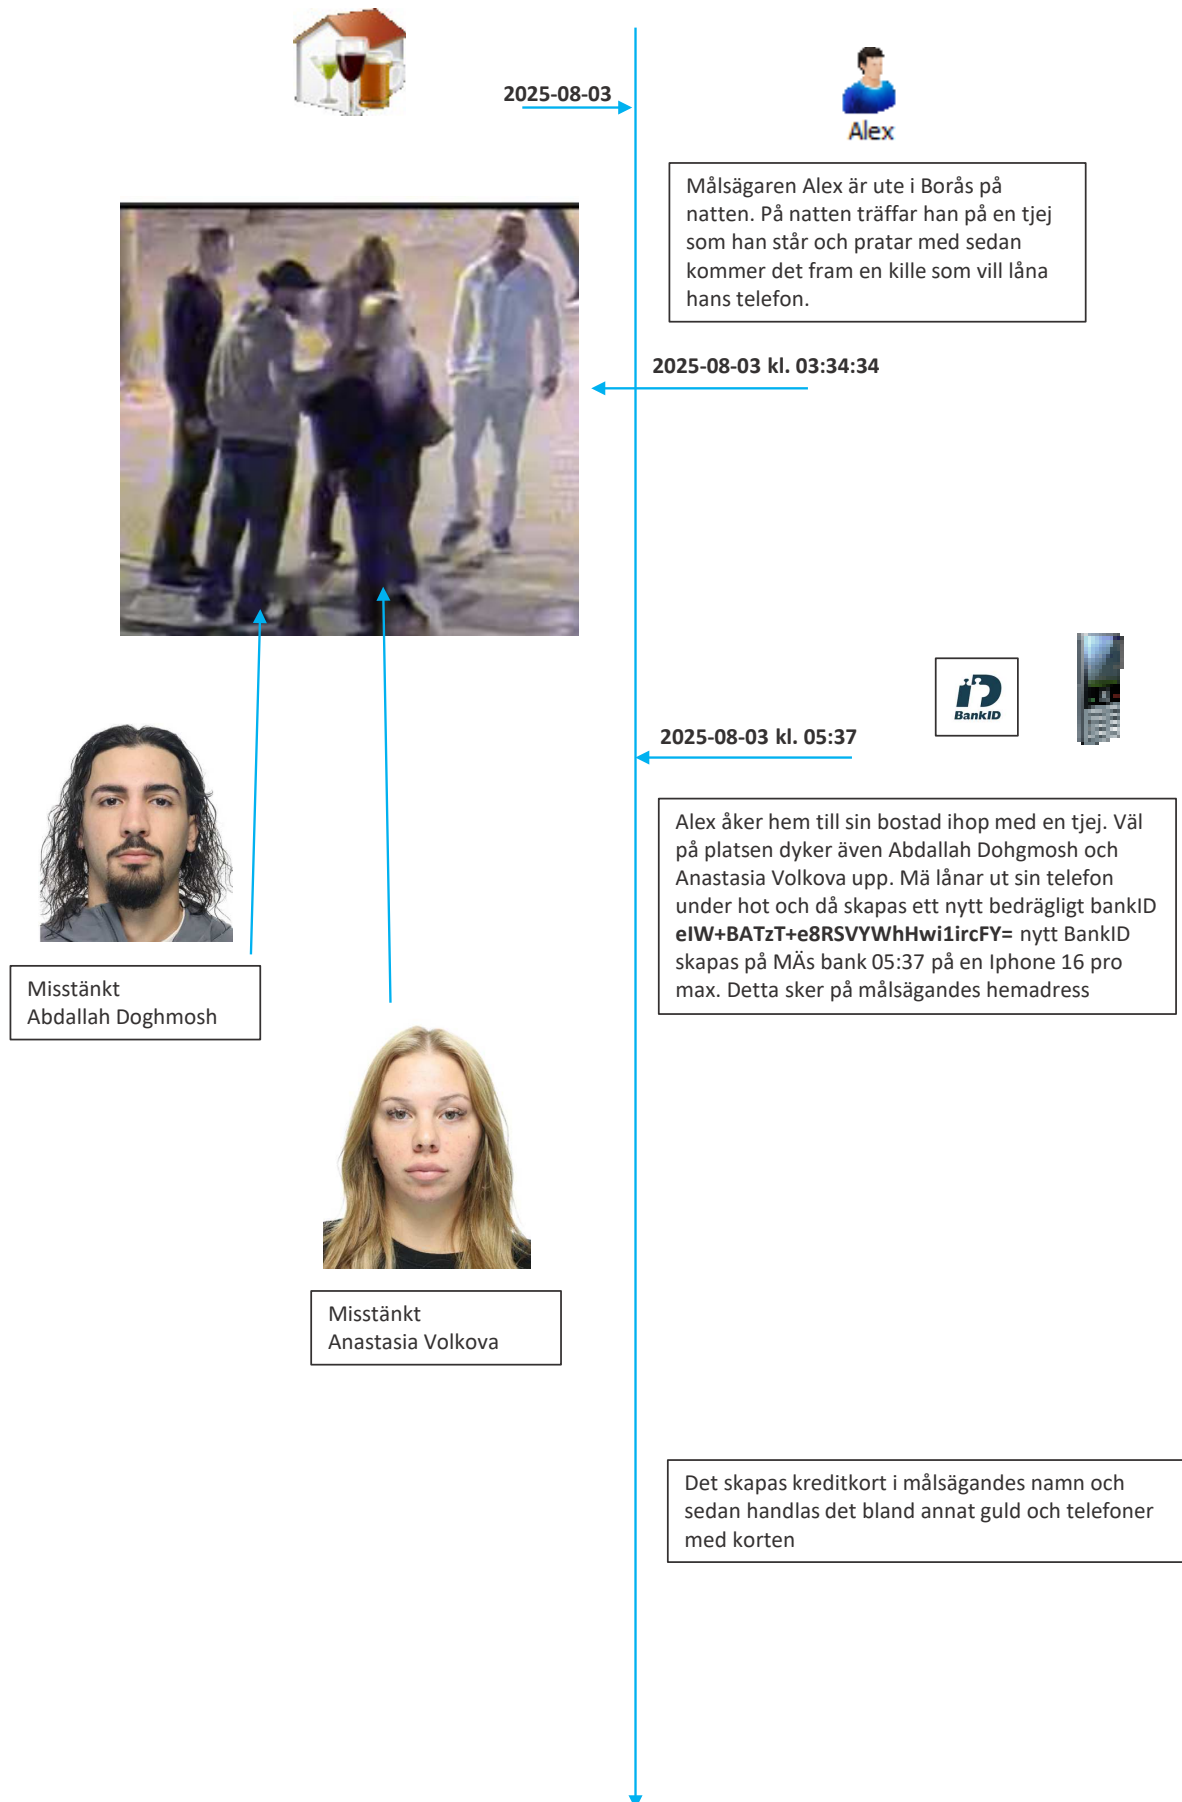 2025-08-03
Alex
Målsägaren Alex är ute i Borås på
natten. På natten träffar han på en tjej
som han står och pratar med sedan
kommer det fram en kille som vill låna
hans telefon.
2025-08-03 kl. 03:34:34
BankID
2025-08-03 kl. 05:37
Alex åker hem till sin bostad ihop med en tjej. Väl
på platsen dyker även Abdallah Dohgmosh och
Anastasia Volkova upp. Mä lånar ut sin telefon
under hot och då skapas ett nytt bedrägligt bankID
eIW+BATzT+e8RSVYWhHwi1ircFY= nytt BankID
skapas på MÄs bank 05:37 på en Iphone 16 pro
max. Detta sker på målsägandes hemadress
Misstänkt
Abdallah Doghmosh
Misstänkt
Anastasia Volkova
Det skapas kreditkort i målsägandes namn och
sedan handlas det bland annat guld och telefoner
med korten